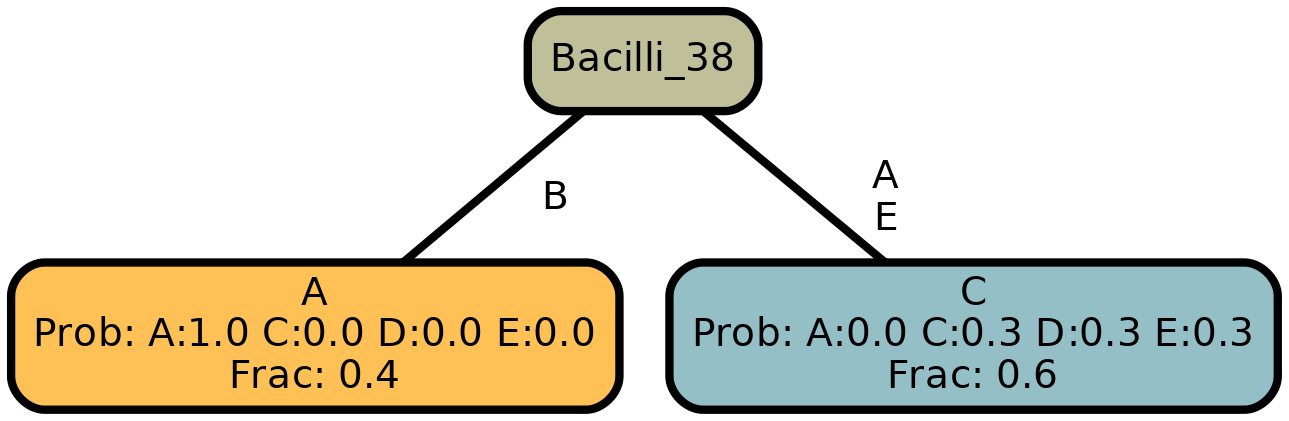 Bacilli_38
B
A
E
A
Prob: A:1.0 C:0.0 D:0.0 E:0.0
Frac: 0.4
C
Prob: A:0.0 C:0.3 D:0.3 E:0.3
Frac: 0.6